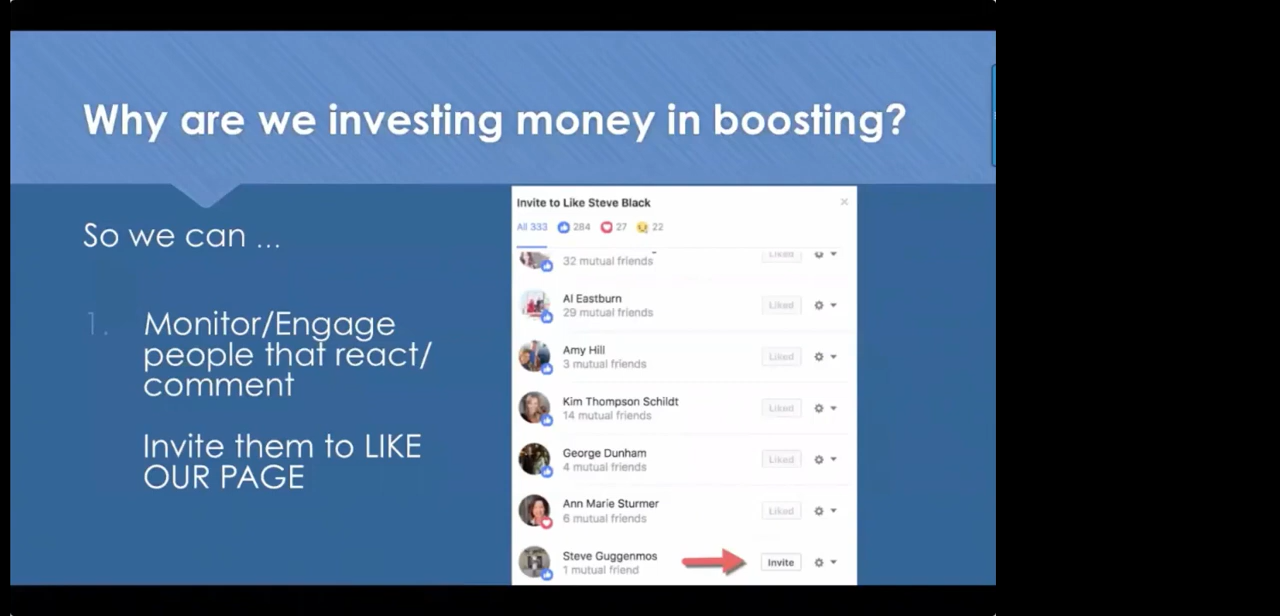 Why are we investing money in boosting?
So we can ...
1. Monitor/Engage
people that react/
comment
Invite them to LIKE
OUR PAGE
Invite to Like Steve Black
All 333 284 27 22
32 mutual friends Liked
Al Eastburn
29 mutual friends Liked
Amy Hill
3 mutual friends Liked
Kim Thompson Schildt
14 mutual friends Liked
George Dunham
4 mutual friends Liked
Ann Marie Sturmer
6 mutual friends Liked
Steve Guggenmos
1 mutual friend Invite